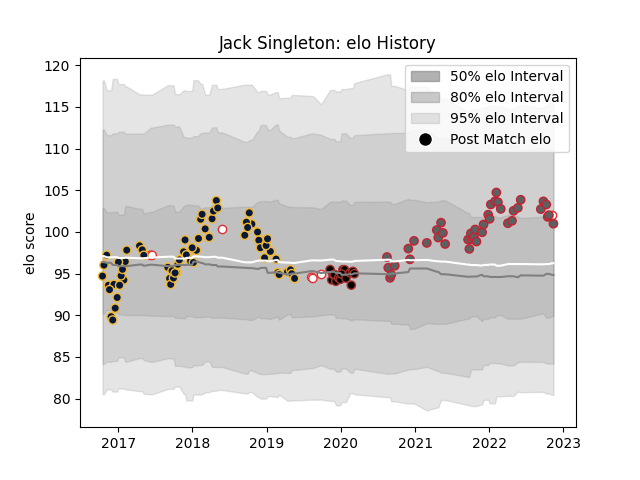 Jack Singleton: elo History
120
115
110
105
100
95
90
85
80
elo score
50% elo Interval
80% elo Interval
95% elo Interval
Post Match elo
2017 2018 2019 2020 2021 2022 2023